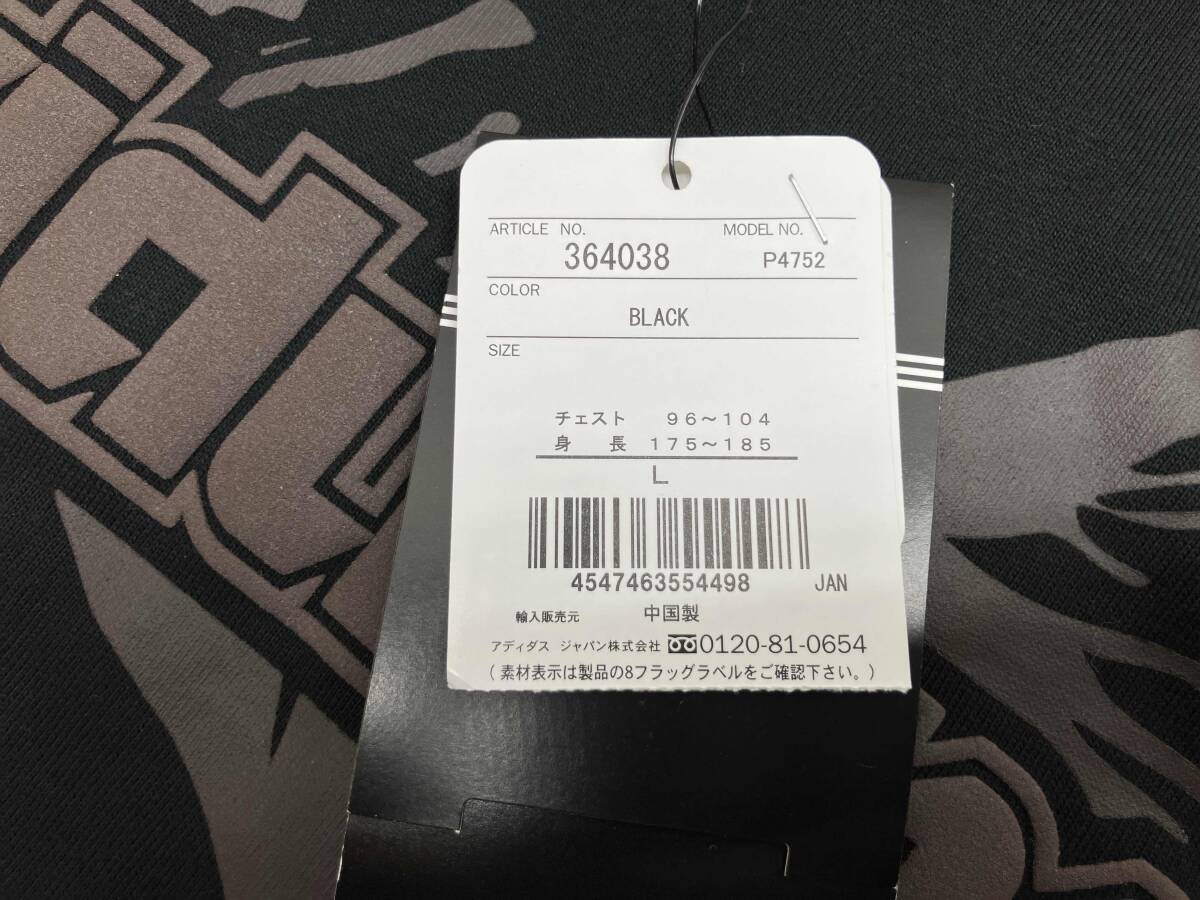 ARTICLE NO. MODEL NO.
364038 P4752
COLOR
BLACK
SIZE
チェスト 96～104
身 長 175～185
L
4547463554498 JAN
輸入販売元 中国製
アディダス ジャパン株式会社 0120-81-0654
(素材表示は製品の8フラッグラベルをご確認下さい。)